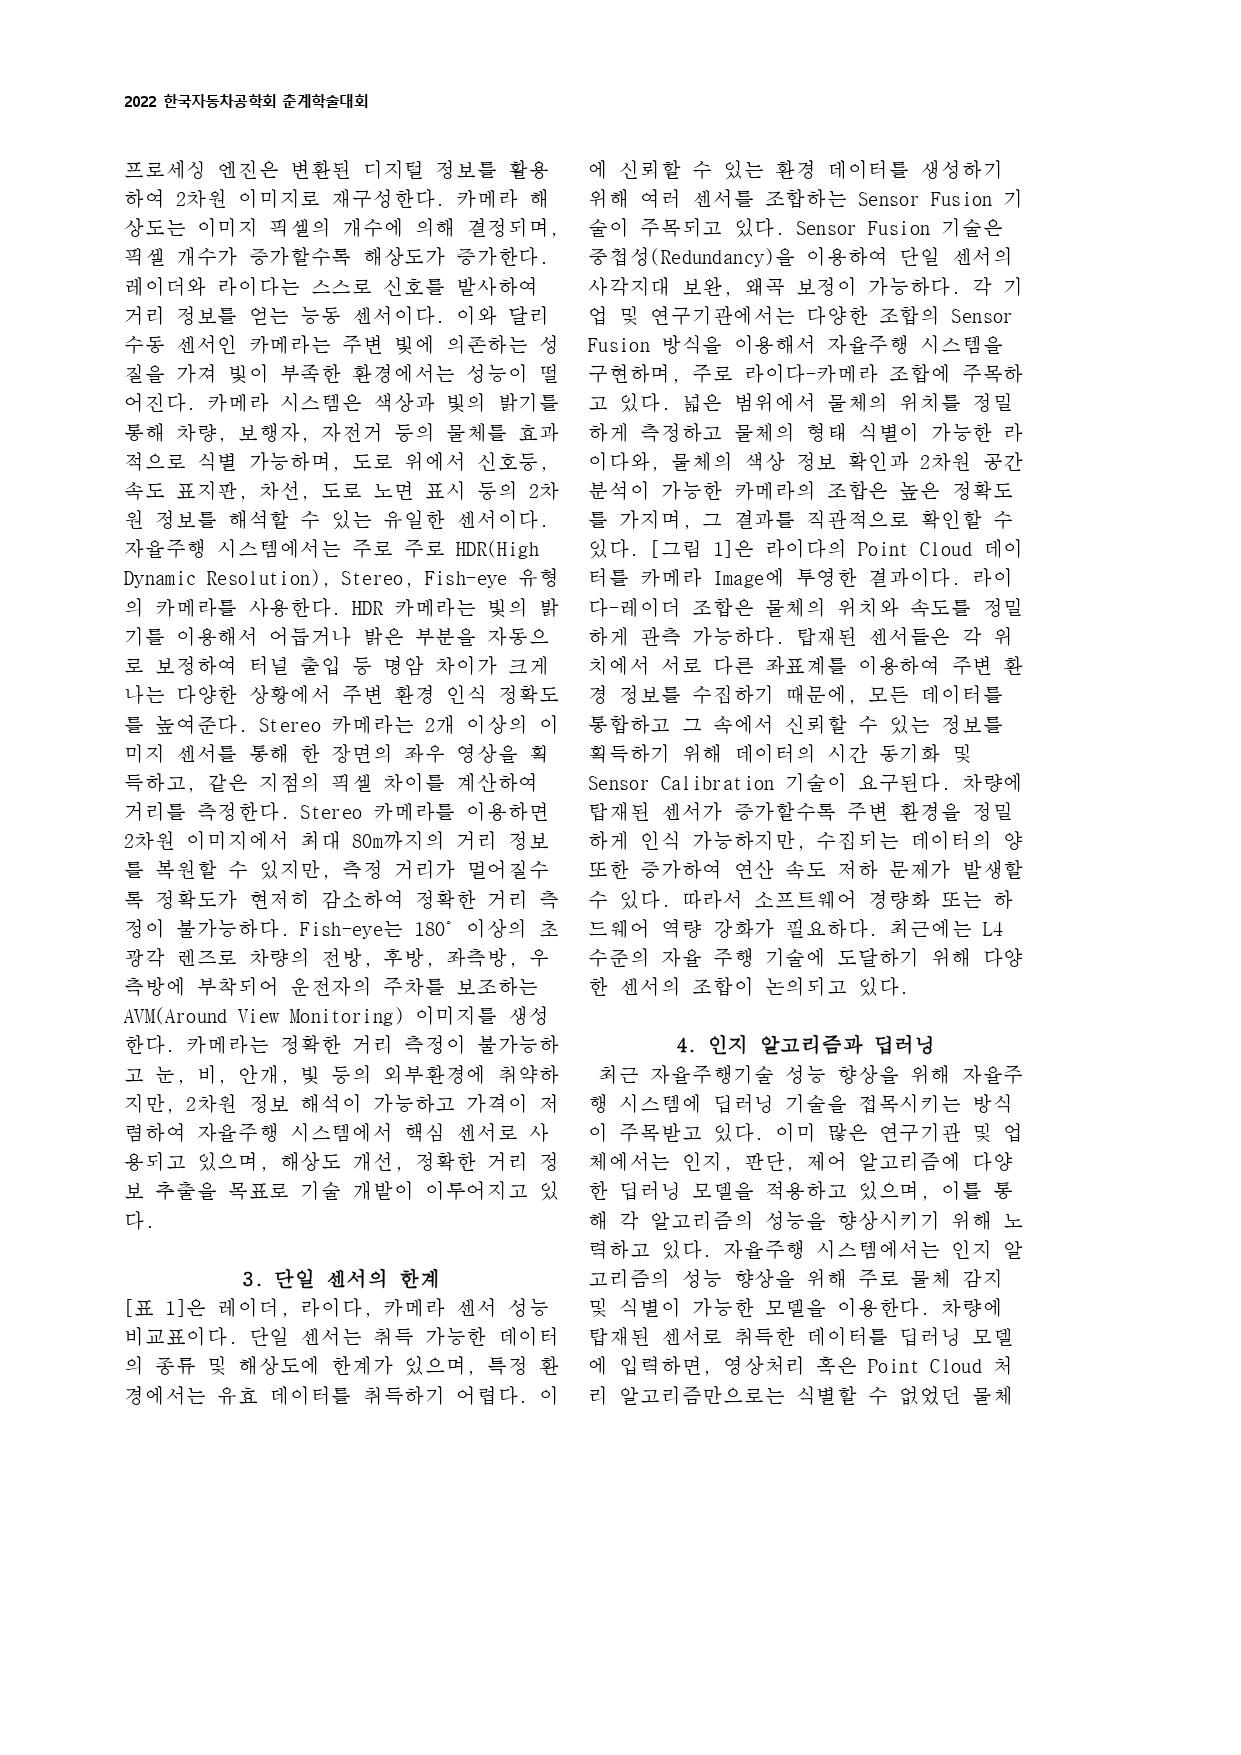 2022 한국자동차공학회 춘계학술대회
프로세싱 엔진은 변환된 디지털 정보를 활용
하여 2차원 이미지로 재구성한다. 카메라 해
상도는 이미지 픽셀의 개수에 의해 결정되며,
픽셀 개수가 증가할수록 해상도가 증가한다.
레이더와 라이다는 스스로 신호를 발사하여
거리 정보를 얻는 능동 센서이다. 이와 달리
수동 센서인 카메라는 주변 빛에 의존하는 성
질을 가져 빛이 부족한 환경에서는 성능이 떨
어진다. 카메라 시스템은 색상과 빛의 밝기를
통해 차량, 보행자, 자전거 등의 물체를 효과
적으로 식별 가능하며, 도로 위에서 신호등,
속도 표지판, 차선, 도로 노면 표시 등의 2차
원 정보를 해석할 수 있는 유일한 센서이다.
자율주행 시스템에서는 주로 주로 HDR(High
Dynamic Resolution), Stereo, Fish-eye 유형
의 카메라를 사용한다. HDR 카메라는 빛의 밝
기를 이용해서 어둡거나 밝은 부분을 자동으
로 보정하여 터널 출입 등 명암 차이가 크게
나는 다양한 상황에서 주변 환경 인식 정확도
를 높여준다. Stereo 카메라는 2개 이상의 이
미지 센서를 통해 한 장면의 좌우 영상을 획
득하고, 같은 지점의 픽셀 차이를 계산하여
거리를 측정한다. Stereo 카메라를 이용하면
2차원 이미지에서 최대 80m까지의 거리 정보
를 복원할 수 있지만, 측정 거리가 멀어질수
록 정확도가 현저히 감소하여 정확한 거리 측
정이 불가능하다. Fish-eye는 180° 이상의 초
광각 렌즈로 차량의 전방, 후방, 좌측방, 우
측방에 부착되어 운전자의 주차를 보조하는
AVM(Around View Monitoring) 이미지를 생성
한다. 카메라는 정확한 거리 측정이 불가능하
고 눈, 비, 안개, 빛 등의 외부환경에 취약하
지만, 2차원 정보 해석이 가능하고 가격이 저
렴하여 자율주행 시스템에서 핵심 센서로 사
용되고 있으며, 해상도 개선, 정확한 거리 정
보 추출을 목표로 기술 개발이 이루어지고 있
다.
3. 단일 센서의 한계
[표 1]은 레이더, 라이다, 카메라 센서 성능
비교표이다. 단일 센서는 취득 가능한 데이터
의 종류 및 해상도에 한계가 있으며, 특정 환
경에서는 유효 데이터를 취득하기 어렵다. 이
에 신뢰할 수 있는 환경 데이터를 생성하기
위해 여러 센서를 조합하는 Sensor Fusion 기
술이 주목되고 있다. Sensor Fusion 기술은
중첩성(Redundancy)을 이용하여 단일 센서의
사각지대 보완, 왜곡 보정이 가능하다. 각 기
업 및 연구기관에서는 다양한 조합의 Sensor
Fusion 방식을 이용해서 자율주행 시스템을
구현하며, 주로 라이다-카메라 조합에 주목하
고 있다. 넓은 범위에서 물체의 위치를 정밀
하게 측정하고 물체의 형태 식별이 가능한 라
이다와, 물체의 색상 정보 확인과 2차원 공간
분석이 가능한 카메라의 조합은 높은 정확도
를 가지며, 그 결과를 직관적으로 확인할 수
있다. [그림 1]은 라이다의 Point Cloud 데이
터를 카메라 Image에 투영한 결과이다. 라이
다-레이더 조합은 물체의 위치와 속도를 정밀
하게 관측 가능하다. 탑재된 센서들은 각 위
치에서 서로 다른 좌표계를 이용하여 주변 환
경 정보를 수집하기 때문에, 모든 데이터를
통합하고 그 속에서 신뢰할 수 있는 정보를
획득하기 위해 데이터의 시간 동기화 및
Sensor Calibration 기술이 요구된다. 차량에
탑재된 센서가 증가할수록 주변 환경을 정밀
하게 인식 가능하지만, 수집되는 데이터의 양
또한 증가하여 연산 속도 저하 문제가 발생할
수 있다. 따라서 소프트웨어 경량화 또는 하
드웨어 역량 강화가 필요하다. 최근에는 L4
수준의 자율 주행 기술에 도달하기 위해 다양
한 센서의 조합이 논의되고 있다.
4. 인지 알고리즘과 딥러닝
최근 자율주행기술 성능 향상을 위해 자율주
행 시스템에 딥러닝 기술을 접목시키는 방식
이 주목받고 있다. 이미 많은 연구기관 및 업
체에서는 인지, 판단, 제어 알고리즘에 다양
한 딥러닝 모델을 적용하고 있으며, 이를 통
해 각 알고리즘의 성능을 향상시키기 위해 노
력하고 있다. 자율주행 시스템에서는 인지 알
고리즘의 성능 향상을 위해 주로 물체 감지
및 식별이 가능한 모델을 이용한다. 차량에
탑재된 센서로 취득한 데이터를 딥러닝 모델
에 입력하면, 영상처리 혹은 Point Cloud 처
리 알고리즘만으로는 식별할 수 없었던 물체